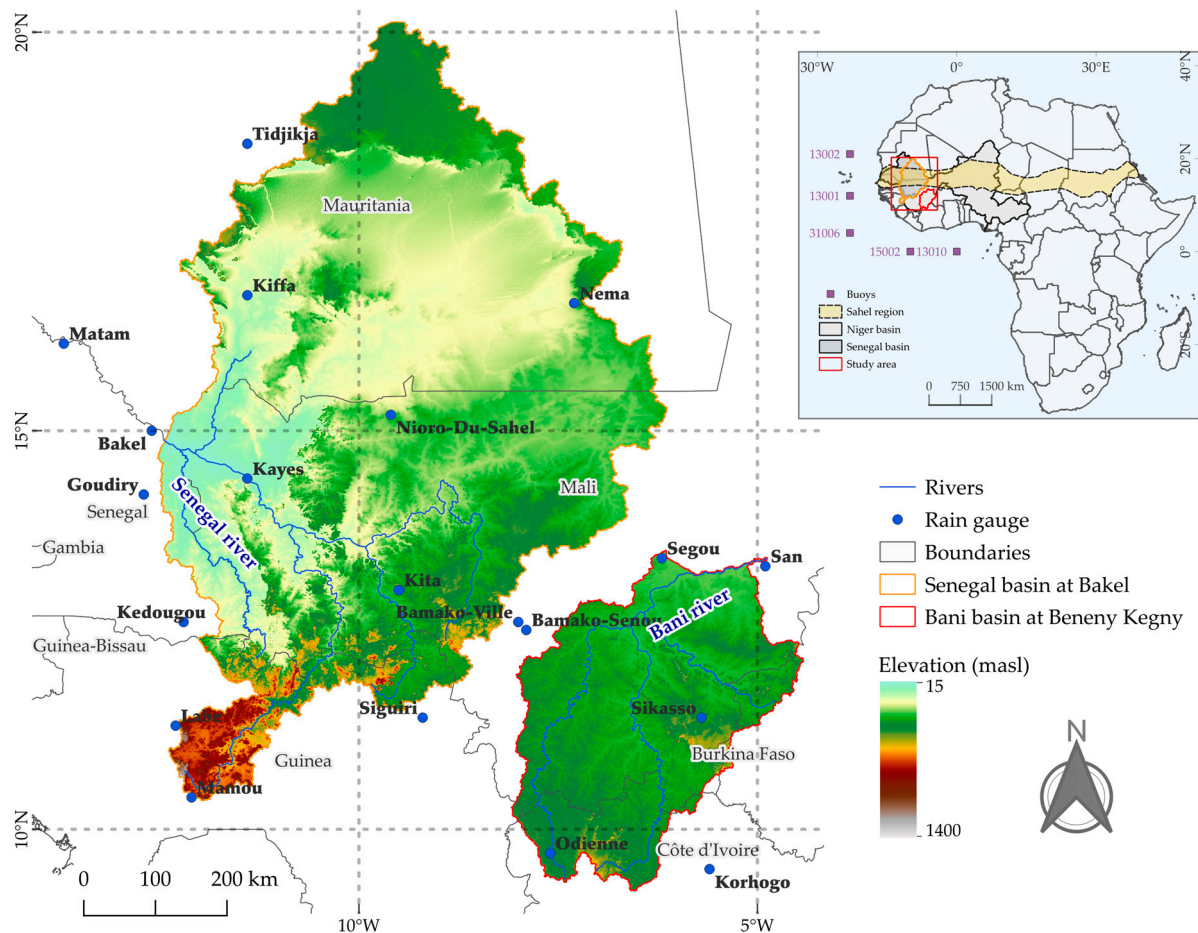 20°N
15°N
10°N
10°W
5°W
Tidjikja
Mauritania
Kiffa
Nema
Matam
Nioro-Du-Sahel
Bakel
Kayes
Goudiry
Senegal
Senegal river
Mali
Gambia
Segou
San
Kita
Kedougou
Bamako-Ville
Bamako-Senou
Bani river
Guinea-Bissau
Labe
Siguiri
Sikasso
Guinea
Burkina Faso
Mamou
Odienne
Côte d'Ivoire
Korhogo
0 100 200 km
30°W 0° 30°E
40°N
20°N
0°
20°S
13002
13001
31006
15002 13010
Buoys
Sahel region
Niger basin
Senegal basin
Study area
0 750 1500 km
Rivers
Rain gauge
Boundaries
Senegal basin at Bakel
Bani basin at Beneny Kegny
Elevation (masl)
15
1400
N